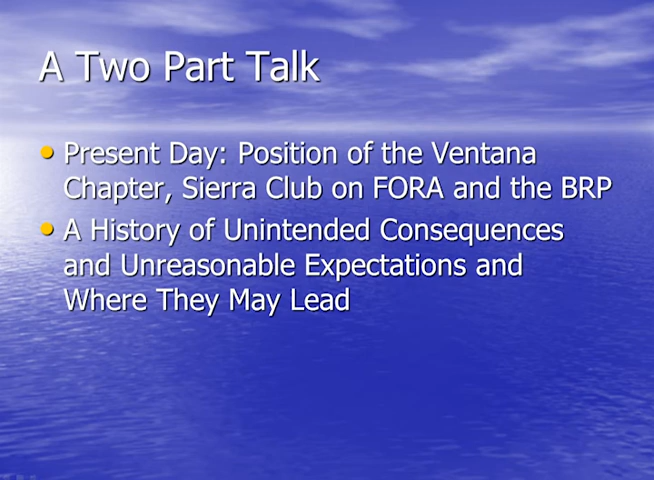 A Two Part Talk
• Present Day: Position of the Ventana
Chapter, Sierra Club on FORA and the BRP
• A History of Unintended Consequences
and Unreasonable Expectations and
Where They May Lead